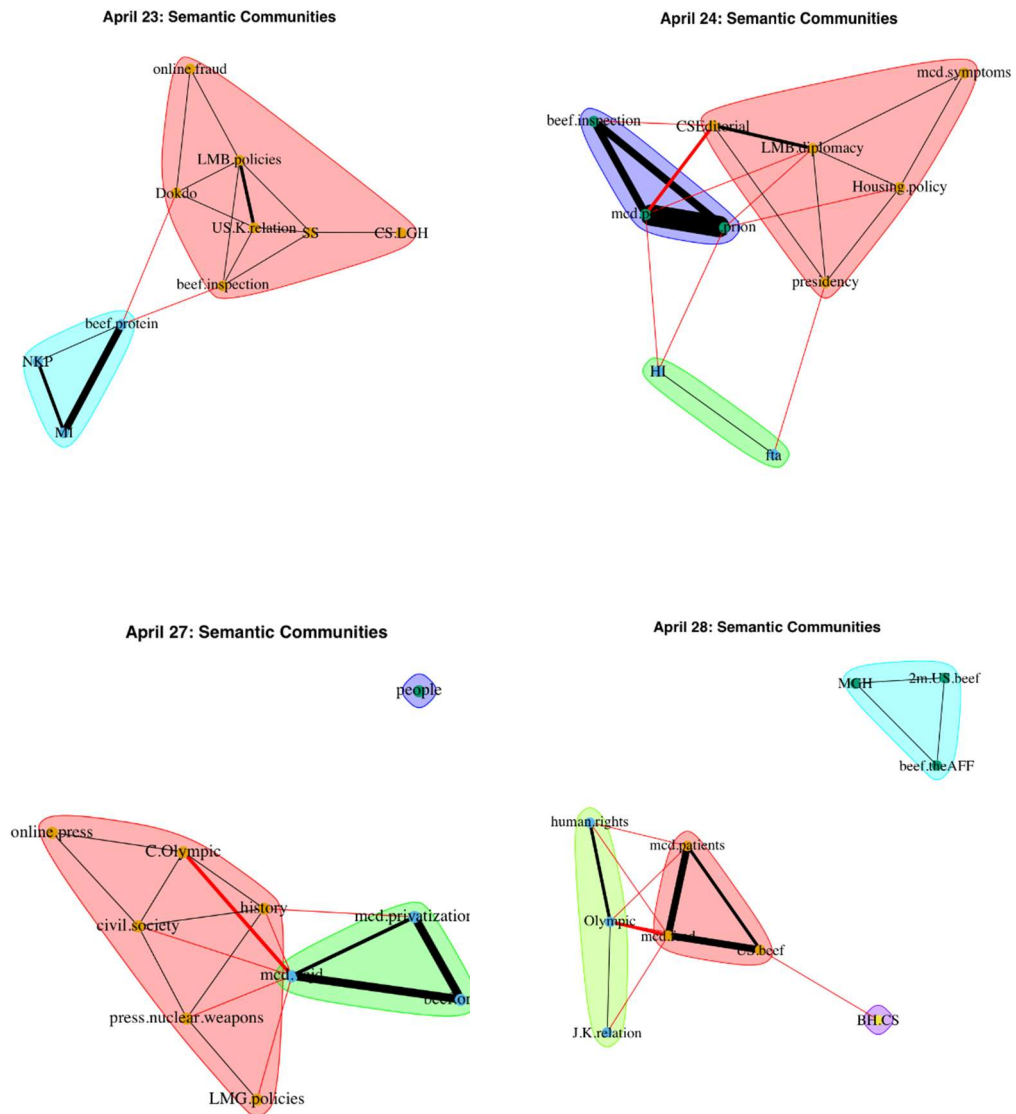 April 23: Semantic Communities
online.fraud
LMB.policies
Dokdo
US.K.relation
SS
CS.LGH
beef.inspection
beef.protein
NKP
MI
April 24: Semantic Communities
mcd.symptoms
beef.inspection
CSEditorial
LMB.diplomacy
Housing.policy
prion
presidency
HI
fta
April 27: Semantic Communities
people
online.press
C.Olympic
history
mcd.privatization
civil.society
press.nuclear.weapons
LMG.policies
April 28: Semantic Communities
MGH
2m.US.beef
beef.theAFF
human.rights
mcd.patients
Olympic
US.beef
BH.CS
J.K.relation